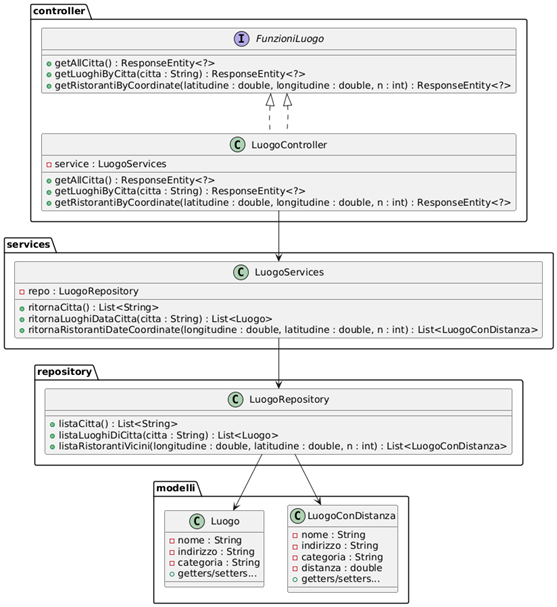 controller
I FunzioniLuogo
getAllCitta() : ResponseEntity<?>
getLuoghiByCitta(citta : String) : ResponseEntity<?>
getRistorantiByCoordinate(latitudine : double, longitudine : double, n : int) : ResponseEntity<?>
C LuogoController
service : LuogoServices
getAllCitta() : ResponseEntity<?>
getLuoghiByCitta(citta : String) : ResponseEntity<?>
getRistorantiByCoordinate(latitudine : double, longitudine : double, n : int) : ResponseEntity<?>
services
C LuogoServices
repo : LuogoRepository
ritornaCitta() : List<String>
ritornaLuoghiDataCitta(citta : String) : List<Luogo>
ritornaRistorantiDateCoordinate(longitudine : double, latitudine : double, n : int) : List<LuogoConDistanza>
repository
C LuogoRepository
listaCitta() : List<String>
listaLuoghiDiCitta(citta : String) : List<Luogo>
listaRistorantiVicini(longitudine : double, latitudine : double, n : int) : List<LuogoConDistanza>
modelli
C Luogo
nome : String
indirizzo : String
categoria : String
getters/setters...
C LuogoConDistanza
nome : String
indirizzo : String
categoria : String
distanza : double
getters/setters...